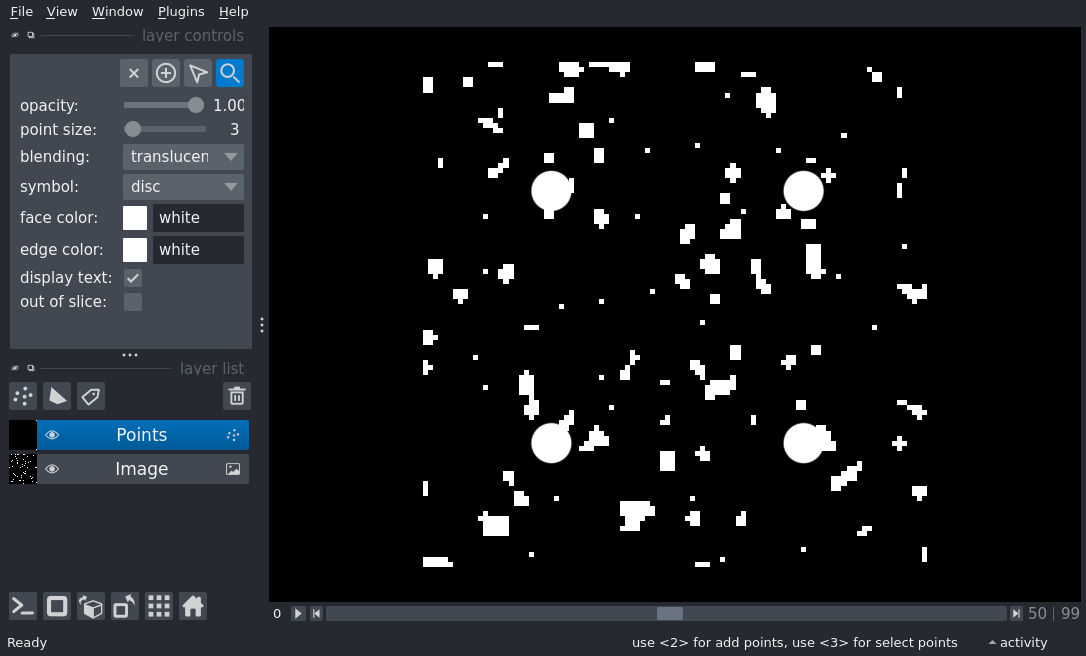 File View Window Plugins Help
layer controls
opacity: 1.00
point size: 3
blending: translucen
symbol: disc
face color: white
edge color: white
display text:
out of slice:
layer list
Points
Image
0 50 | 99
Ready use <2> for add points, use <3> for select points activity